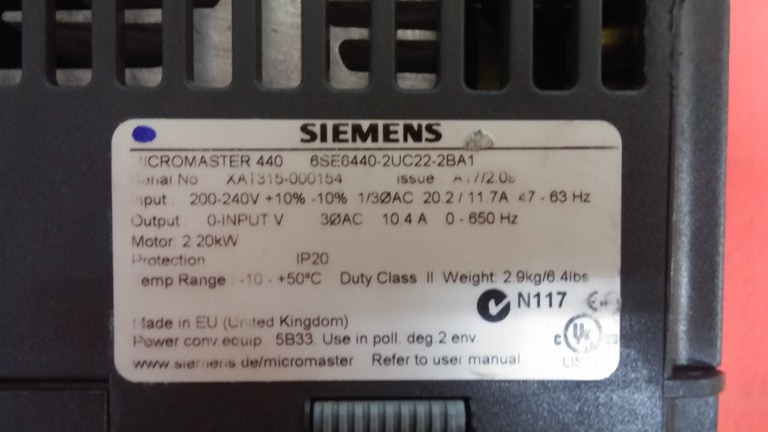 SIEMENS
MICROMASTER 440 6SE6440-2UC22-2BA1
Serial No XAT315-000154 Issue
Input: 200-240V +10% -10% 1/3ØAC 20.2 / 11.7A 47 - 63 Hz
Output: 0-INPUT V 3ØAC 10.4 A 0 - 650 Hz
Motor: 2.20kW
Protection IP20
Temp Range: -10 - +50°C Duty Class II Weight: 2.9kg/6.4lbs
N117 CE
Made in EU (United Kingdom)
Power conv.equip. 5B33. Use in poll. deg.2 env.
c UL
www.siemens.de/micromaster Refer to user manual